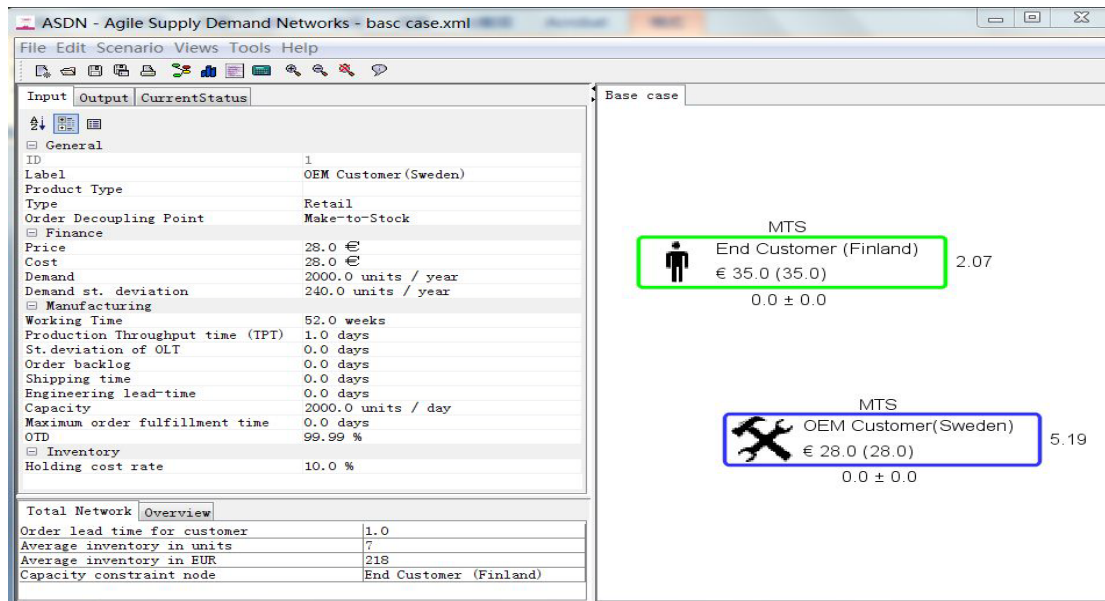 ASDN - Agile Supply Demand Networks - basc case.xml
File Edit Scenario Views Tools Help
Input Output CurrentStatus
General
ID 1
Label OEM Customer(Sweden)
Product Type
Type Retail
Order Decoupling Point Make-to-Stock
Finance
Price 28.0 €
Cost 28.0 €
Demand 2000.0 units / year
Demand st. deviation 240.0 units / year
Manufacturing
Working Time 52.0 weeks
Production Throughput time (TPT) 1.0 days
St.deviation of OLT 0.0 days
Order backlog 0.0 days
Shipping time 0.0 days
Engineering lead-time 0.0 days
Capacity 2000.0 units / day
Maximum order fulfillment time 0.0 days
OTD 99.99 %
Inventory
Holding cost rate 10.0 %
Total Network Overview
Order lead time for customer 1.0
Average inventory in units 7
Average inventory in EUR 218
Capacity constraint node End Customer (Finland)
Base case
MTS
End Customer (Finland)
€ 35.0 (35.0)
2.07
0.0 ± 0.0
MTS
OEM Customer(Sweden)
€ 28.0 (28.0)
5.19
0.0 ± 0.0